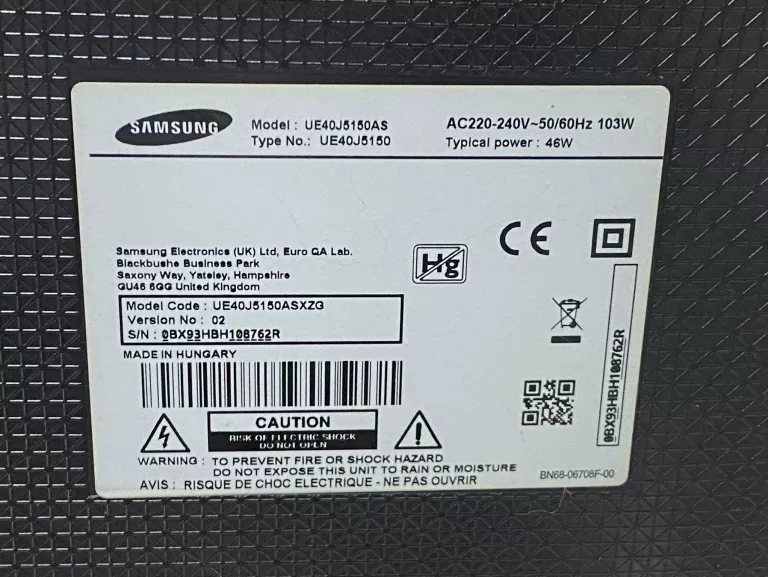 SAMSUNG
Model : UE40J5150AS
Type No.: UE40J5150
AC220-240V~50/60Hz 103W
Typical power : 46W
Samsung Electronics (UK) Ltd, Euro QA Lab.
Blackbushe Business Park
Saxony Way, Yateley, Hampshire
GU46 6GG United Kingdom
Hg
CE
Model Code : UE40J5150ASXZG
Version No : 02
S/N : 0BX93HBH108762R
MADE IN HUNGARY
0BX93HBH108762R
CAUTION
RISK OF ELECTRIC SHOCK
DO NOT OPEN
WARNING : TO PREVENT FIRE OR SHOCK HAZARD
DO NOT EXPOSE THIS UNIT TO RAIN OR MOISTURE
AVIS : RISQUE DE CHOC ELECTRIQUE - NE PAS OUVRIR
BN68-06708F-00